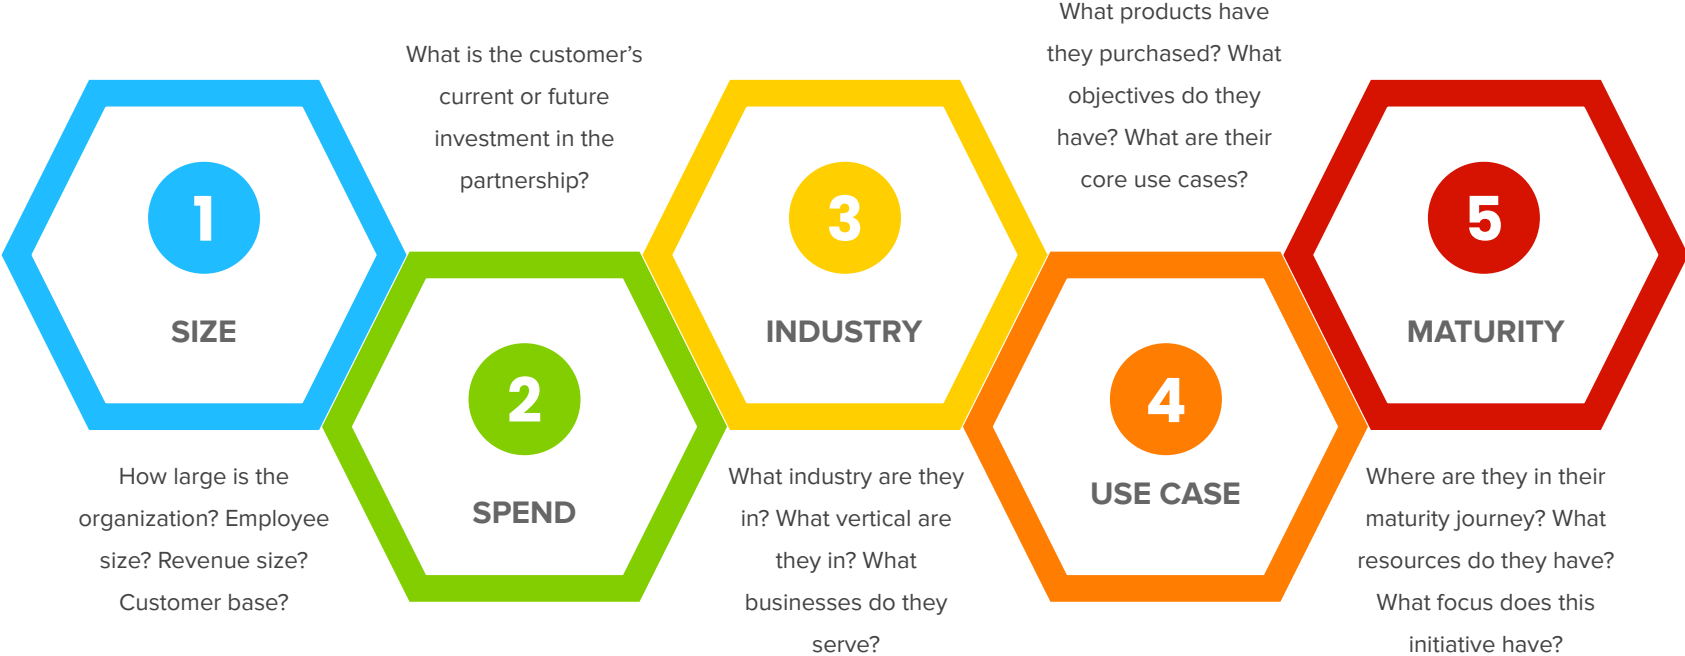 1
SIZE
How large is the
organization? Employee
size? Revenue size?
Customer base?
What is the customer’s
current or future
investment in the
partnership?
2
SPEND
3
INDUSTRY
What industry are they
in? What vertical are
they in? What
businesses do they
serve?
What products have
they purchased? What
objectives do they
have? What are their
core use cases?
4
USE CASE
5
MATURITY
Where are they in their
maturity journey? What
resources do they have?
What focus does this
initiative have?